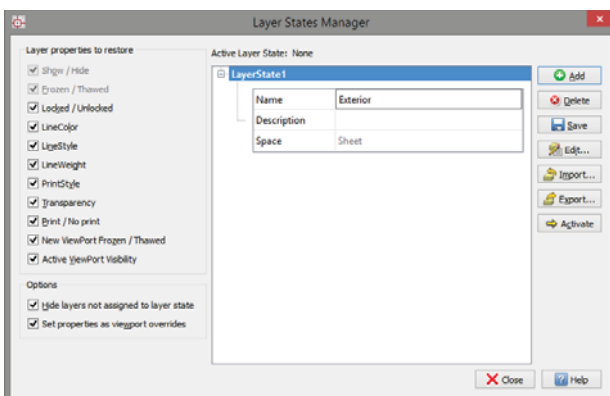 Layer States Manager
Layer properties to restore
Show / Hide
Frozen / Thawed
Locked / Unlocked
LineColor
LineStyle
LineWeight
PrintStyle
Transparency
Print / No print
New ViewPort Frozen / Thawed
Active ViewPort Visibility
Options
Hide layers not assigned to layer state
Set properties as viewport overrides
Active Layer State: None
LayerState1
Name Exterior
Description
Space Sheet
Add
Delete
Save
Edit...
Import...
Export...
Activate
Close
Help